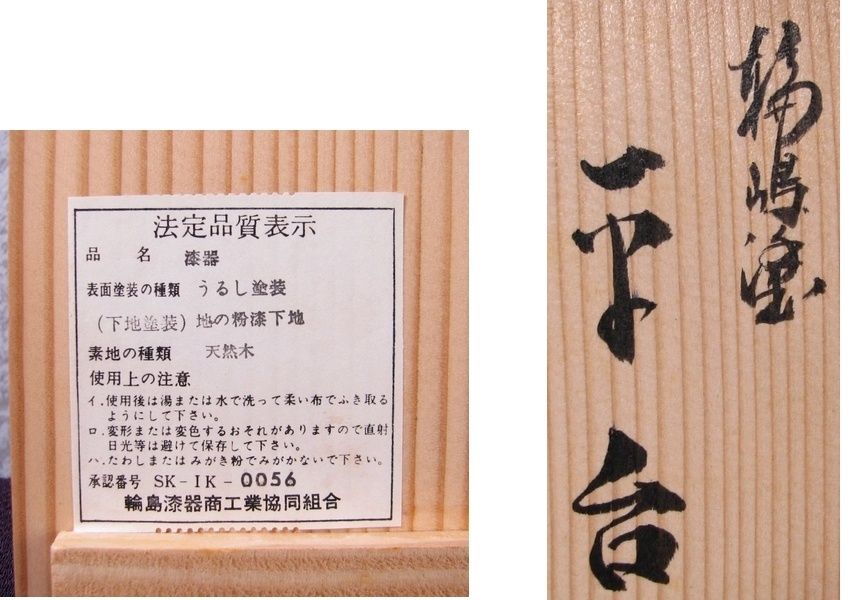 法定品質表示
品 名 漆器
表面塗装の種類 うるし塗装
(下地塗装) 地の粉漆下地
素地の種類 天然木
使用上の注意
イ.使用後は湯または水で洗って柔い布でふき取る
ようにして下さい。
ロ.変形または変色するおそれがありますので直射
日光等は避けて保存して下さい。
ハ.たわしまたはみがき粉でみがかないで下さい。
承認番号 SK-IK-0056
輪島漆器商工業協同組合
輪嶋塗
平台